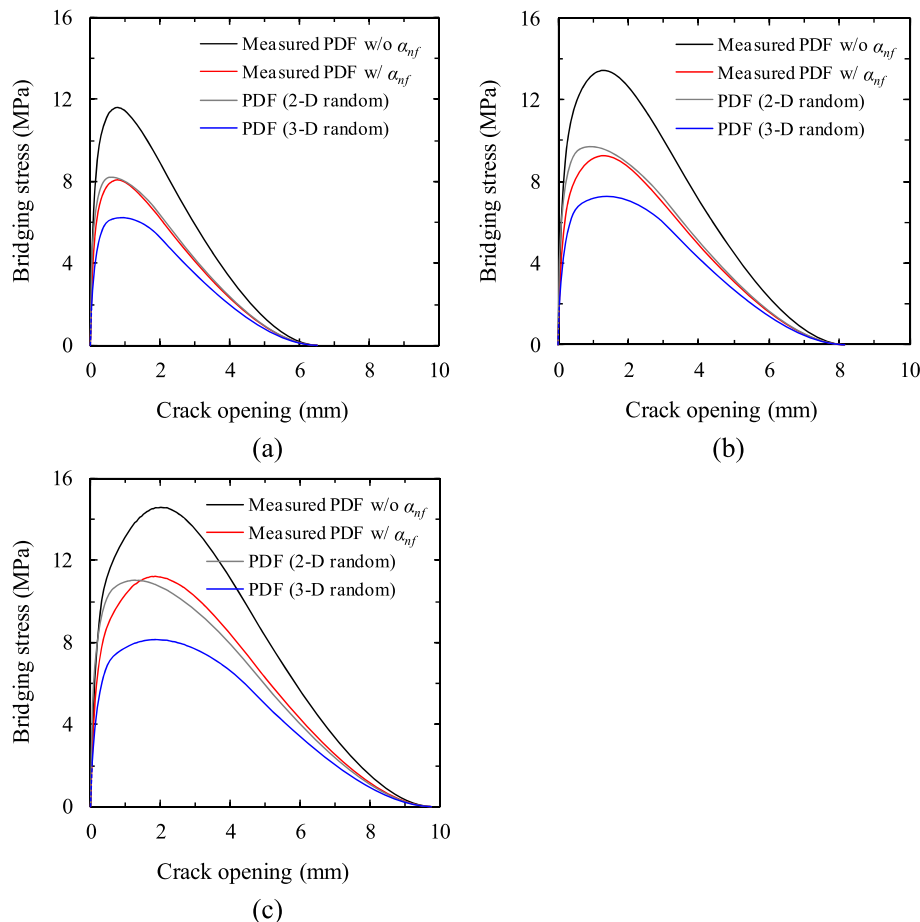 16
12
8
4
0
Bridging stress (MPa)
Measured PDF w/o αnf
Measured PDF w/ αnf
PDF (2-D random)
PDF (3-D random)
0 2 4 6 8 10
Crack opening (mm)
(a)
16
12
8
4
0
Bridging stress (MPa)
Measured PDF w/o αnf
Measured PDF w/ αnf
PDF (2-D random)
PDF (3-D random)
0 2 4 6 8 10
Crack opening (mm)
(b)
16
12
8
4
0
Bridging stress (MPa)
Measured PDF w/o αnf
Measured PDF w/ αnf
PDF (2-D random)
PDF (3-D random)
0 2 4 6 8 10
Crack opening (mm)
(c)